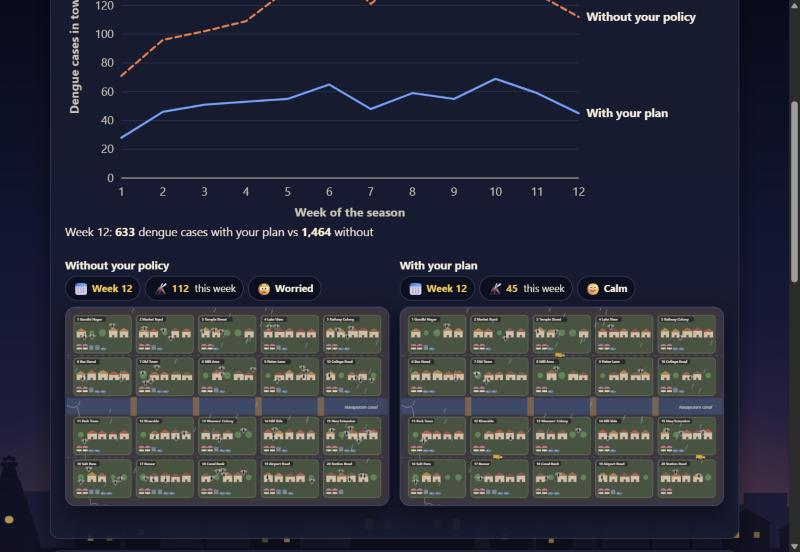 120
Without your policy
100
80
60
With your plan
40
20
0
1 2 3 4 5 6 7 8 9 10 11 12
Dengue cases in tow
Week of the season
Week 12: 633 dengue cases with your plan vs 1,464 without
Without your policy
Week 12
112 this week
Worried
With your plan
Week 12
45 this week
Calm
1 Gandhi Nagar
2 Market Road
3 Temple Street
4 Lake View
5 Railway Colony
6 Bus Stand
7 Old Town
8 Mill Area
9 Fisher Lane
10 College Road
11 Park Town
12 Riverside
13 Weavers' Colony
14 Hill Side
15 New Extension
16 Salt Pans
17 Bazaar
18 Canal Bank
19 Airport Road
20 Station Road
1 Gandhi Nagar
2 Market Road
3 Temple Street
4 Lake View
5 Railway Colony
6 Bus Stand
7 Old Town
8 Mill Area
9 Fisher Lane
10 College Road
11 Park Town
12 Riverside
13 Weavers' Colony
14 Hill Side
15 New Extension
16 Salt Pans
17 Bazaar
18 Canal Bank
19 Airport Road
20 Station Road